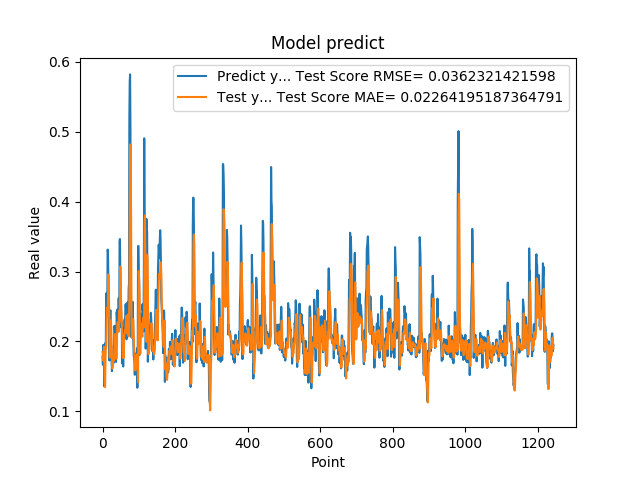 Model predict
Predict y... Test Score RMSE= 0.0362321421598
Test y... Test Score MAE= 0.02264195187364791
0.6
0.5
0.4
0.3
0.2
0.1
Real value
0 200 400 600 800 1000 1200
Point